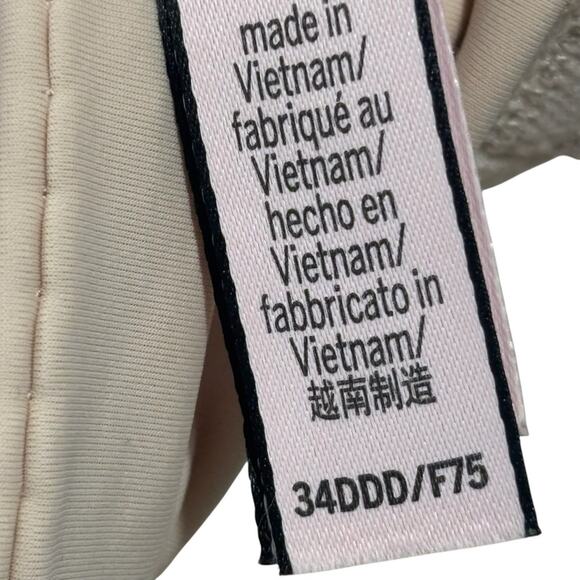 made in
Vietnam/
fabriqué au
Vietnam/
hecho en
Vietnam/
fabbricato in
Vietnam/
越南制造
34DDD/F75